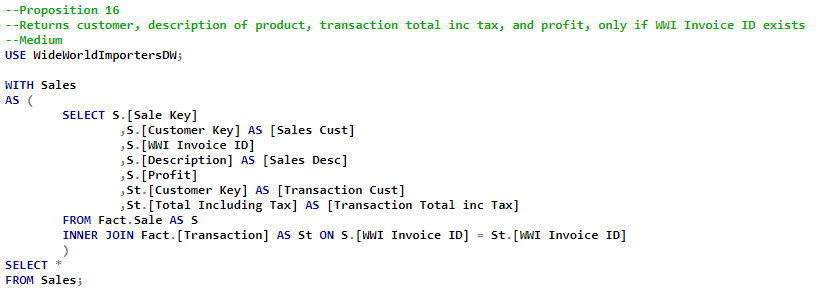 --Proposition 16
--Returns customer, description of product, transaction total inc tax, and profit, only if WWI Invoice ID exists
--Medium
USE WideWorldImportersDW;

WITH Sales
AS (
        SELECT S.[Sale Key]
                ,S.[Customer Key] AS [Sales Cust]
                ,S.[WWI Invoice ID]
                ,S.[Description] AS [Sales Desc]
                ,S.[Profit]
                ,St.[Customer Key] AS [Transaction Cust]
                ,St.[Total Including Tax] AS [Transaction Total inc Tax]
        FROM Fact.Sale AS S
        INNER JOIN Fact.[Transaction] AS St ON S.[WWI Invoice ID] = St.[WWI Invoice ID]
        )
SELECT *
FROM Sales;